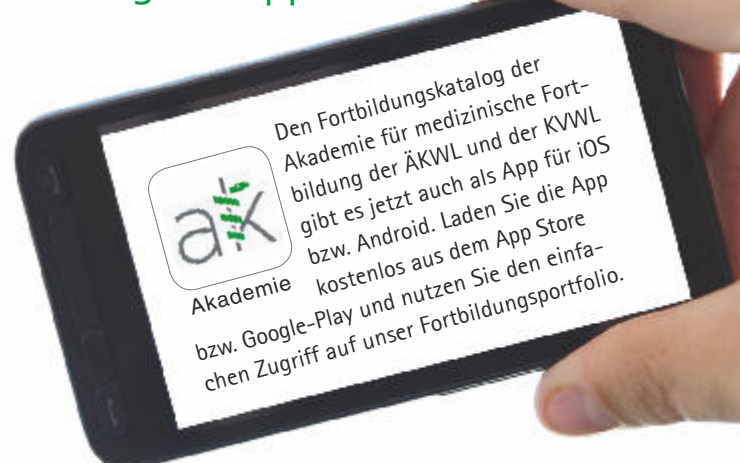 Den Fortbildungskatalog der
Akademie für medizinische Fort-
bildung der ÄKWL und der KVWL
gibt es jetzt auch als App für iOS
bzw. Android. Laden Sie die App
kostenlos aus dem App Store
bzw. Google-Play und nutzen Sie den einfa-
chen Zugriff auf unser Fortbildungsportfolio.
ak
Akademie